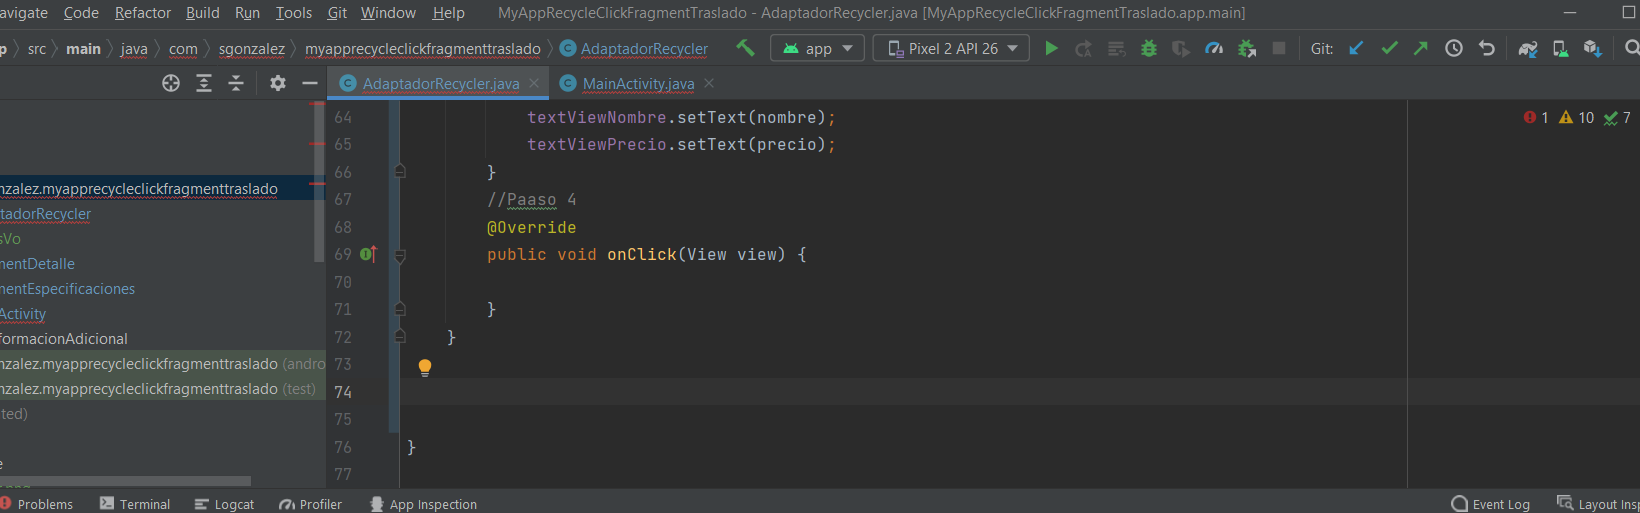 avigate Code Refactor Build Run Tools Git Window Help MyAppRecycleClickFragmentTraslado - AdaptadorRecycler.java [MyAppRecycleClickFragmentTraslado.app.main]
p src main java com sgonzalez myapprecycleclickfragmenttraslado AdaptadorRecycler app Pixel 2 API 26 Git:
AdaptadorRecycler.java MainActivity.java
64 textViewNombre.setText(nombre);
1 10 7
65 textViewPrecio.setText(precio);
66 }
nzalez.myapprecycleclickfragmenttraslado
67 //Paaso 4
tadorRecycler
68 @Override
sVo
69 public void onClick(View view) {
mentDetalle
70
mentEspecificaciones
71 }
Activity
72 }
formacionAdicional
73
nzalez.myapprecycleclickfragmenttraslado (andro
74
nzalez.myapprecycleclickfragmenttraslado (test)
75
ted)
76 }
e
77
Problems Terminal Logcat Profiler App Inspection Event Log Layout Insp